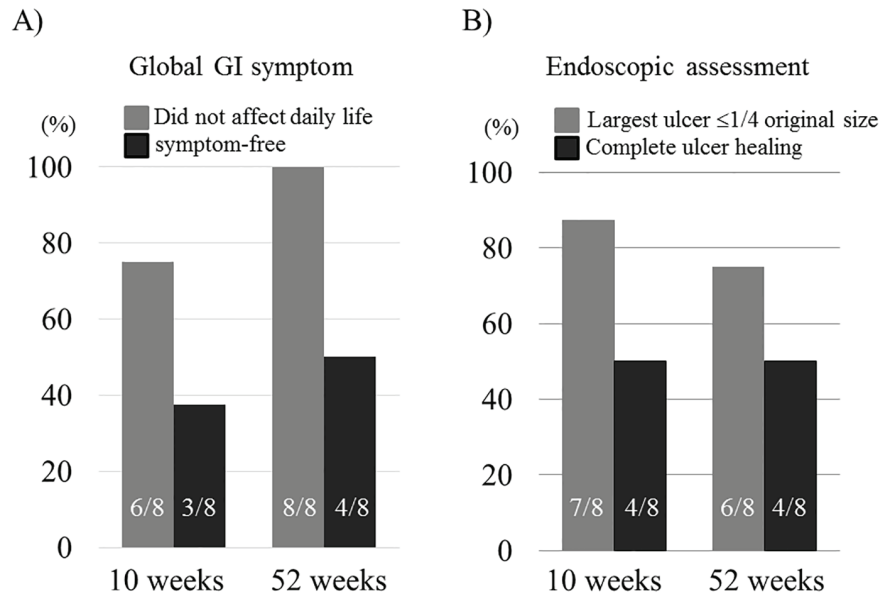 A)
Global GI symptom
(%)
Did not affect daily life
symptom-free
100
80
60
40
20
0
6/8 3/8 8/8 4/8
10 weeks 52 weeks
B)
Endoscopic assessment
(%)
Largest ulcer ≤1/4 original size
Complete ulcer healing
100
80
60
40
20
0
7/8 4/8 6/8 4/8
10 weeks 52 weeks